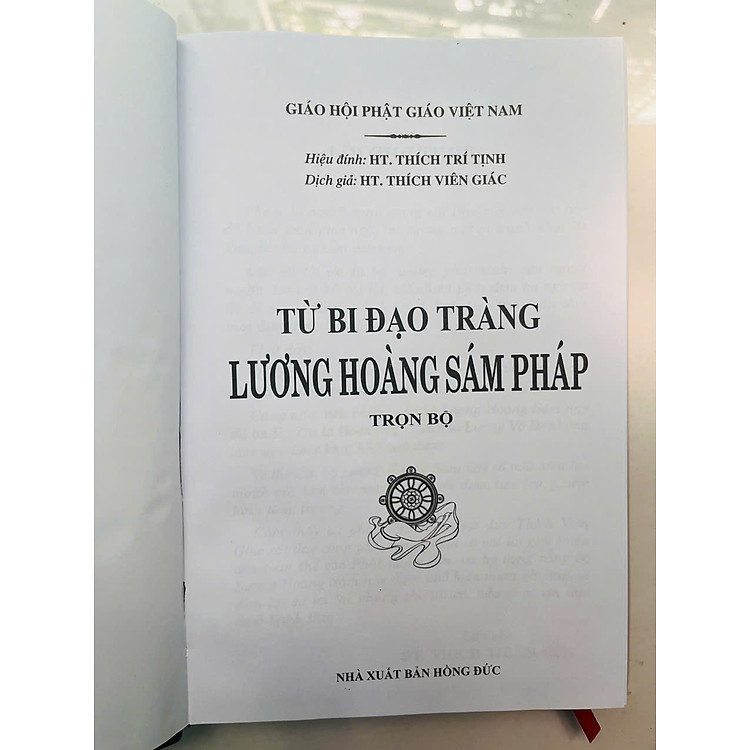 GIÁO HỘI PHẬT GIÁO VIỆT NAM
Hiệu đính: HT. THÍCH TRÍ TỊNH
Dịch giả: HT. THÍCH VIÊN GIÁC
TỪ BI ĐẠO TRÀNG
LƯƠNG HOÀNG SÁM PHÁP
TRỌN BỘ
NHÀ XUẤT BẢN HỒNG ĐỨC